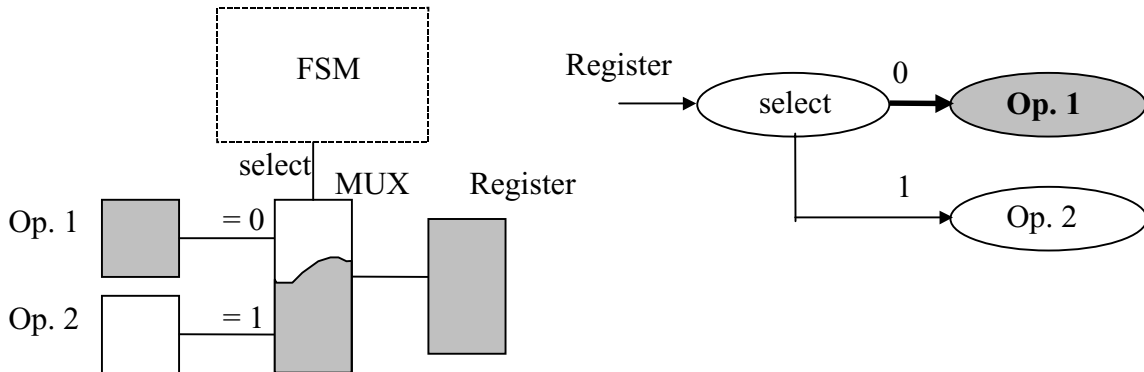 FSM
select
MUX
Register
Op. 1
= 0
Op. 2
= 1
Register
select
0
Op. 1
1
Op. 2